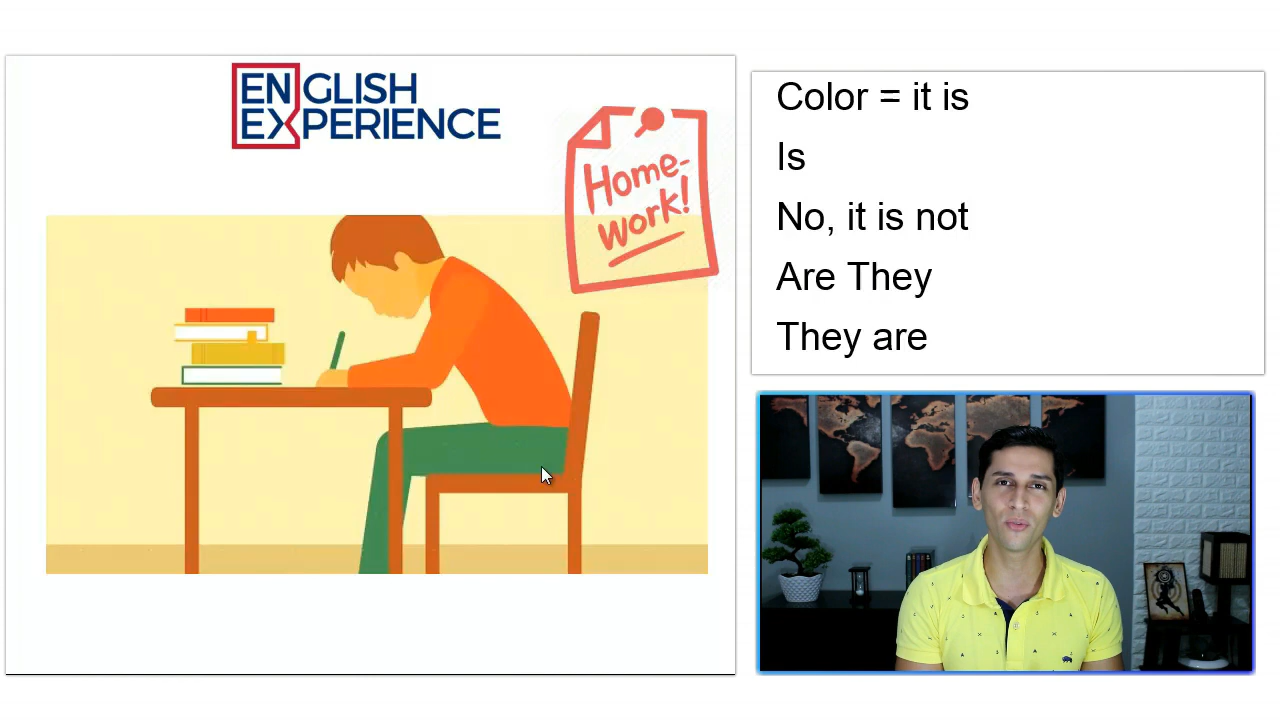 ENGLISH
EXPERIENCE
Home-
work!
Color = it is
Is
No, it is not
Are They
They are